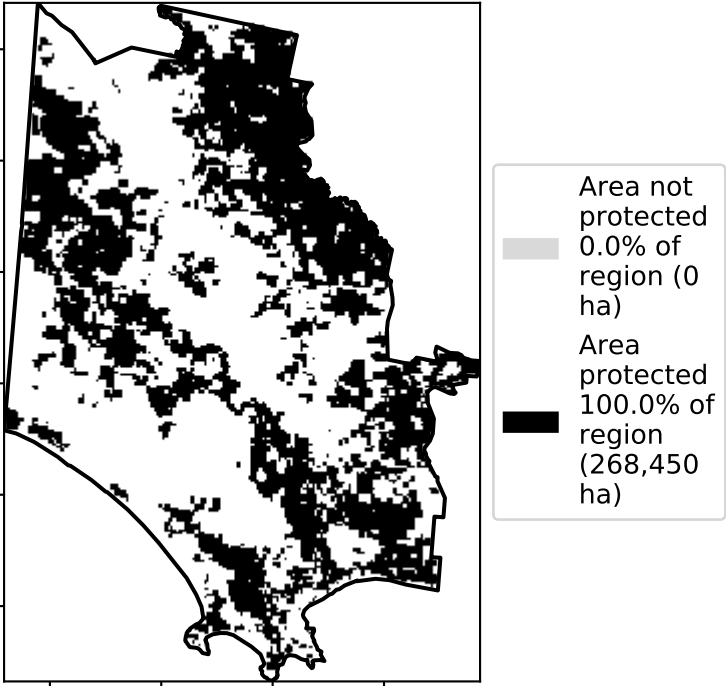 Area not
protected
0.0% of
region (0
ha)
Area
protected
100.0% of
region
(268,450
ha)